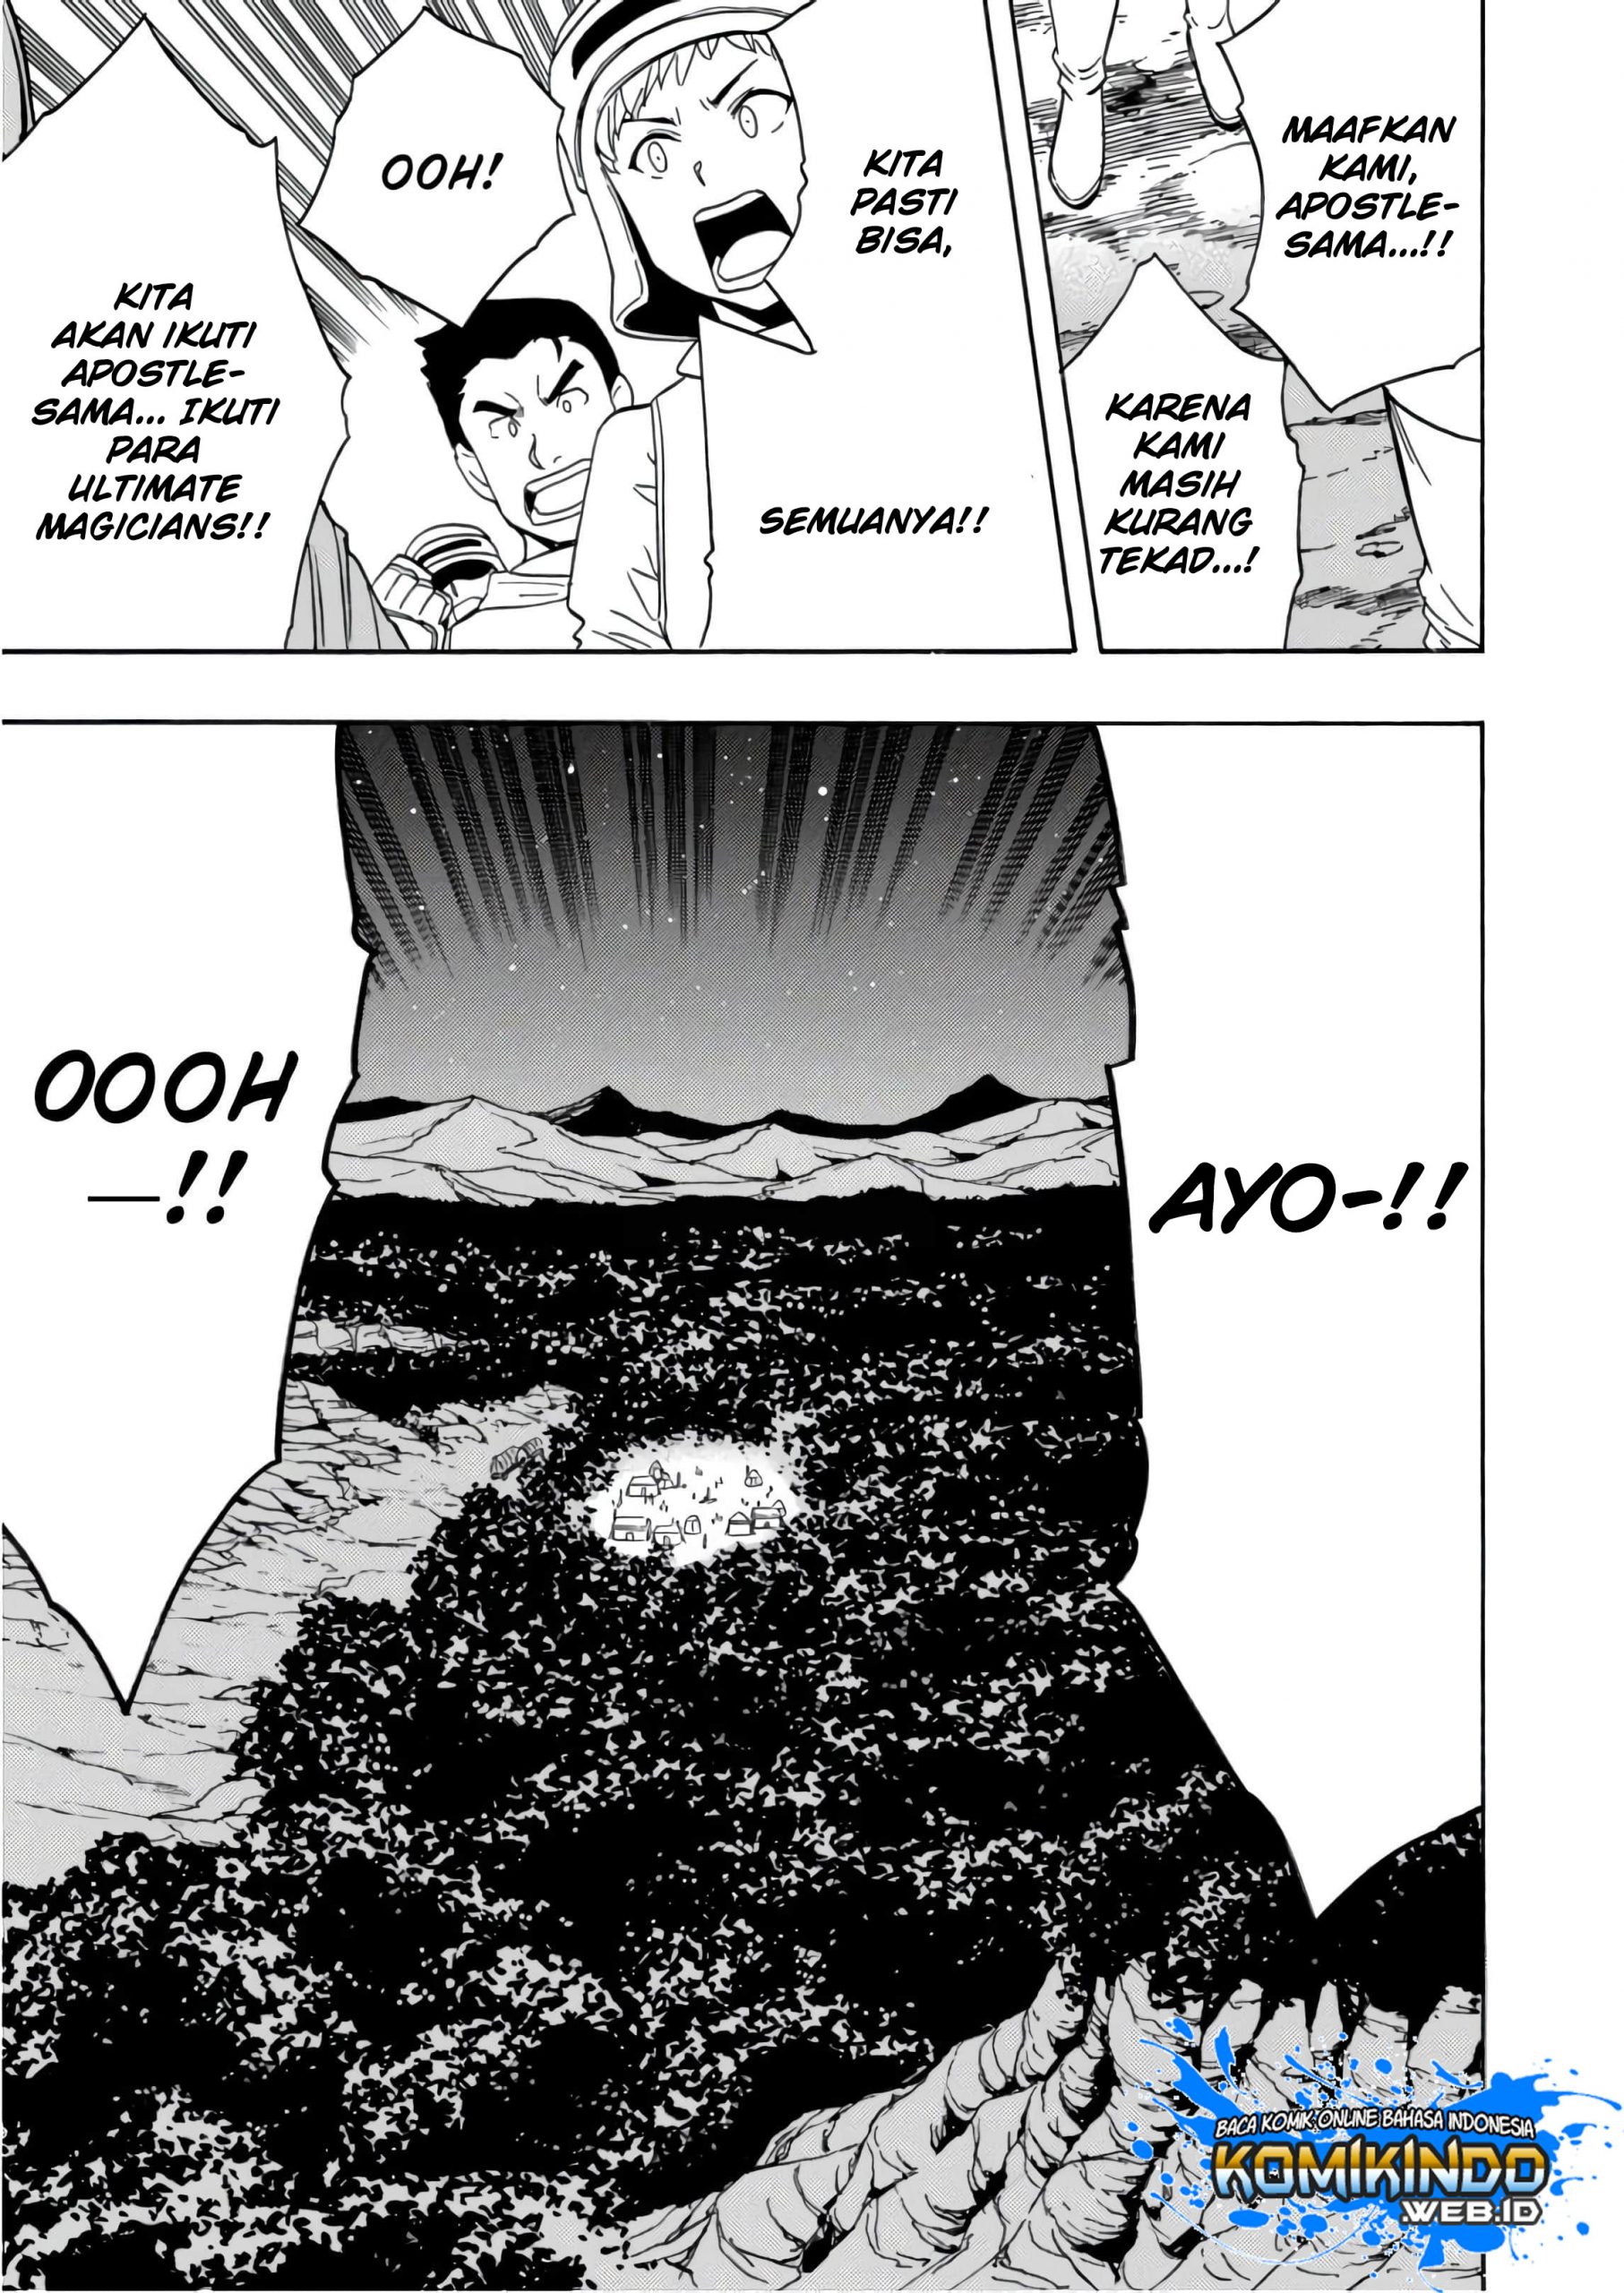 MAAFKAN
KAMI,
APOSTLE-
SAMA...!!
KARENA
KAMI
MASIH
KURANG
TEKAD...!
KITA
PASTI
BISA,
SEMUANYA!!
OOH!
KITA
AKAN IKUTI
APOSTLE-
SAMA... IKUTI
PARA
ULTIMATE
MAGICIANS!!
AYO-!!
OOOH
—!!
BACA KOMIK ONLINE BAHASA INDONESIA
KOMIKINDO
.WEB.ID